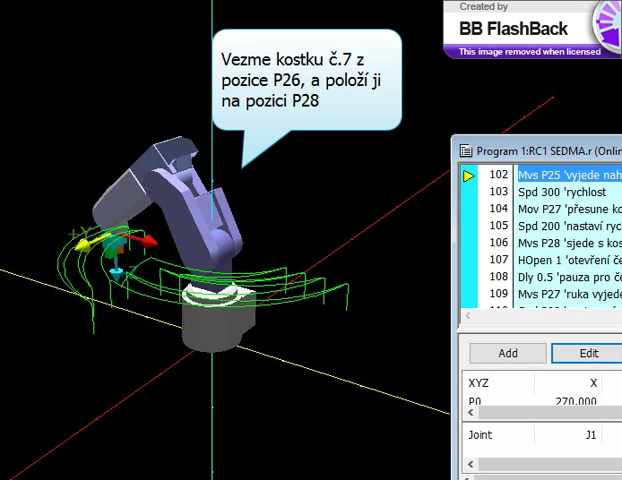 Created by
BB FlashBack
This image removed when licensed
Vezme kostku č.7 z
pozice P26, a položí ji
na pozici P28
Program 1:RC1 SEDMA.r (Onlin
102 Mvs P25 'vyjede nah
103 Spd 300 'rychlost
104 Mov P27 'přesune ko
105 Spd 200 'nastaví ryc
106 Mvs P28 'sjede s kos
107 HOpen 1 'otevření če
108 Dly 0.5 'pauza pro če
109 Mvs P27 'ruka vyjede
Add Edit
XYZ X
P0 270.000
Joint J1